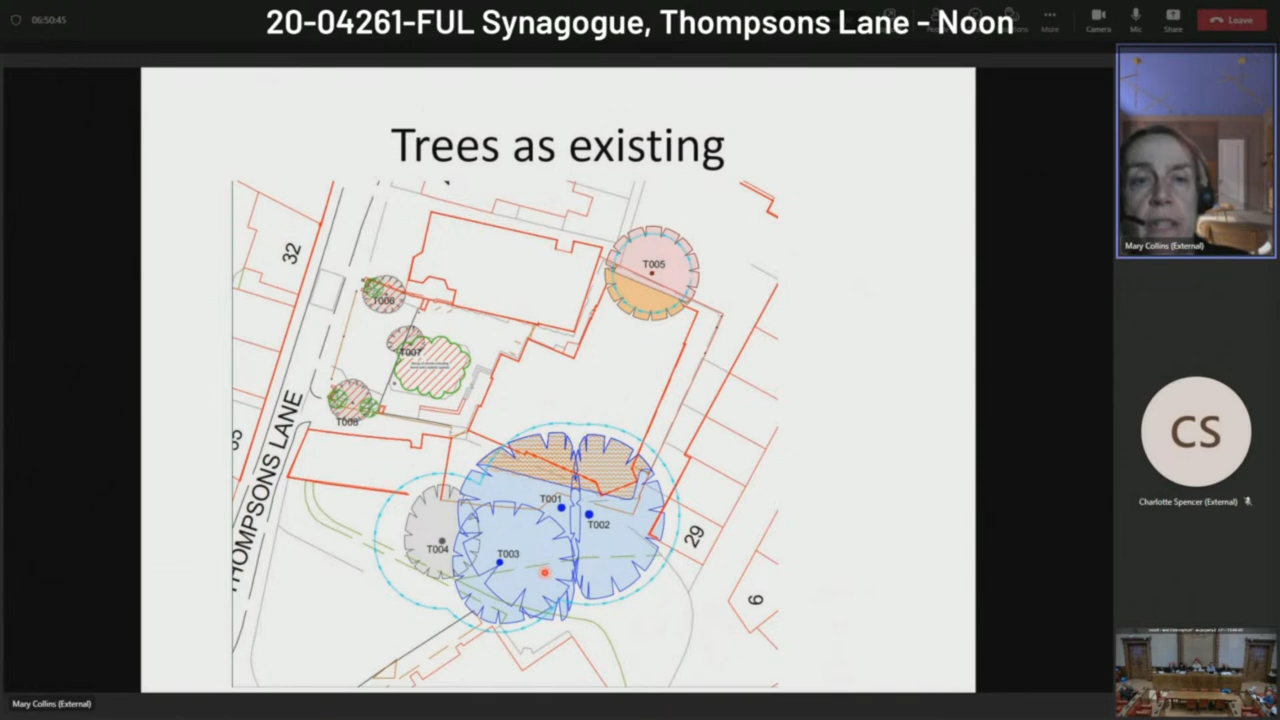 06:50:45
20-04261-FUL Synagogue, Thompsons Lane - Noon
More
Camera
Mic
Share
Leave
Trees as existing
32
T005
T006
T007
T008
THOMPSONS LANE
T001
T002
T003
T004
29
6
Mary Collins (External)
CS
Charlotte Spencer (External)
Mary Collins (External)